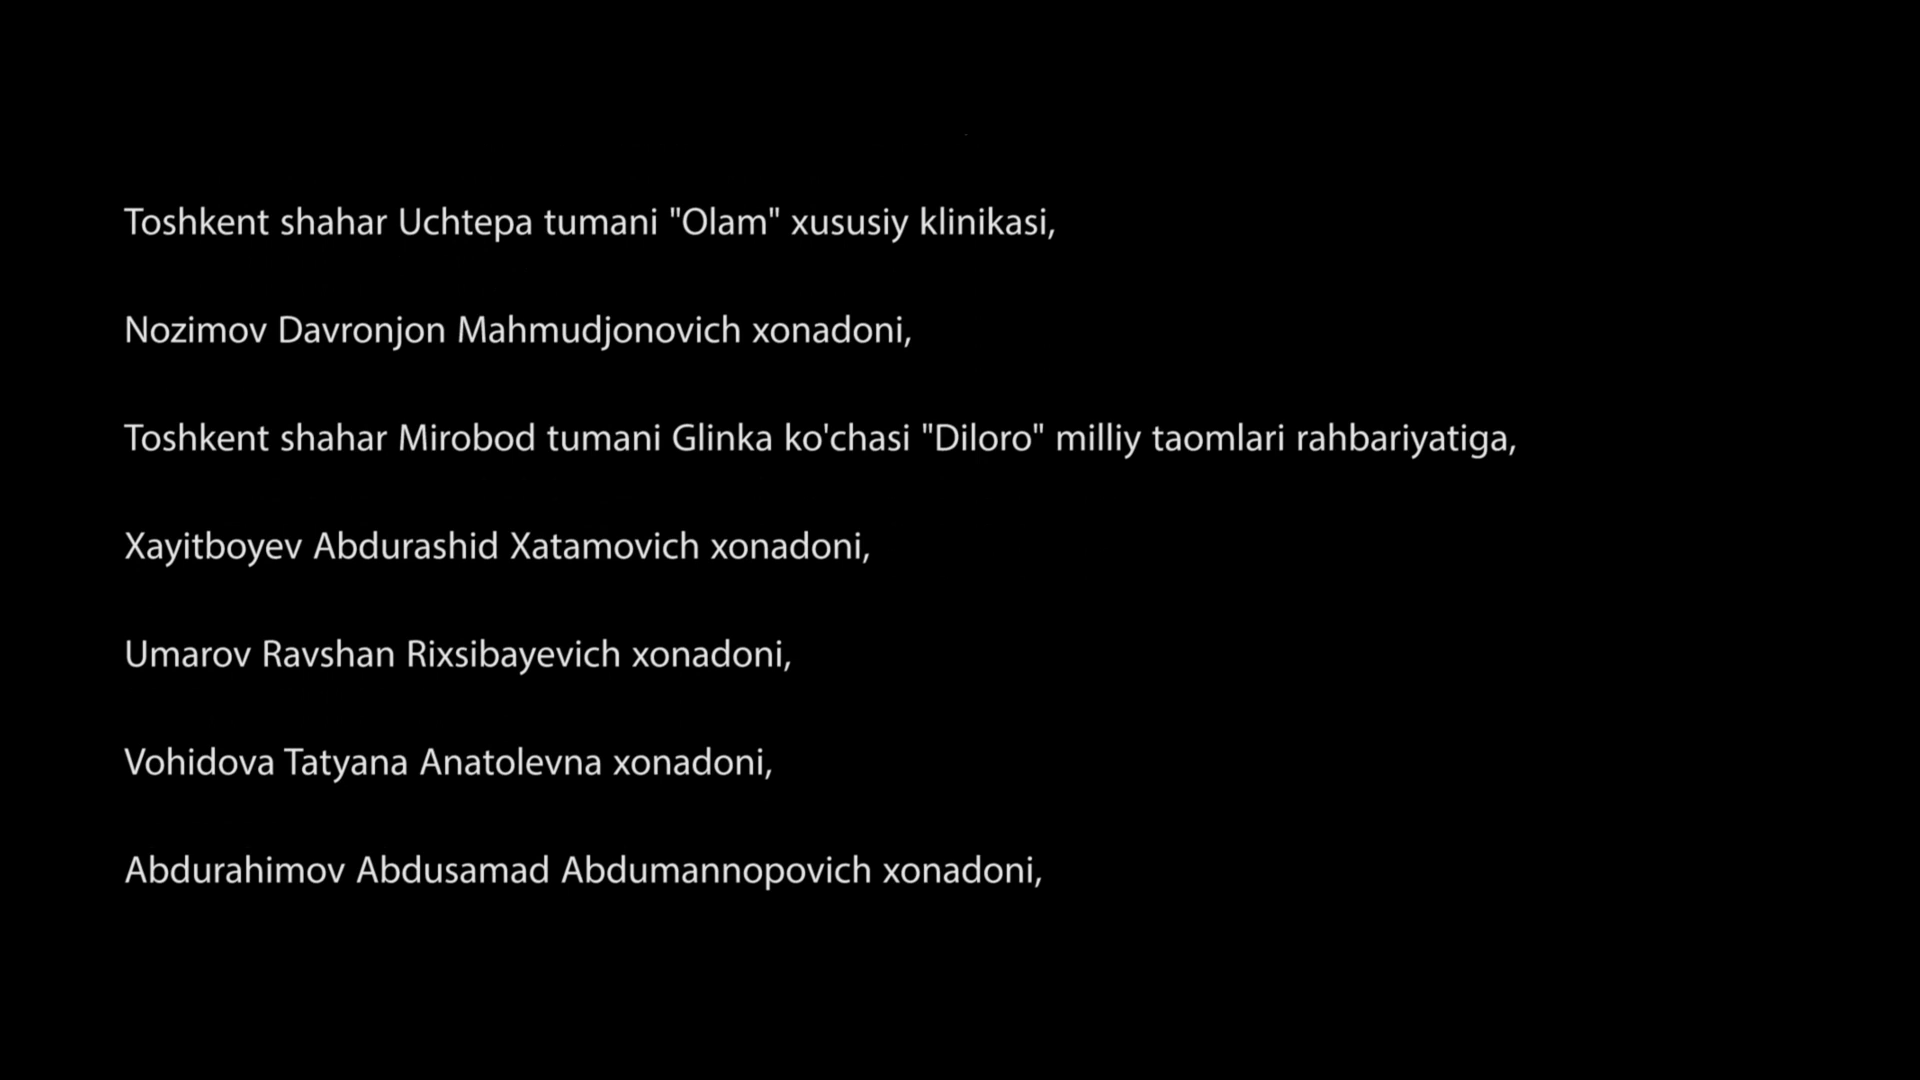 Toshkent shahar Uchtepa tumani "Olam" xususiy klinikasi,
Nozimov Davronjon Mahmudjonovich xonadoni,
Toshkent shahar Mirobod tumani Glinka ko'chasi "Diloro" milliy taomlari rahbariyatiga,
Xayitboyev Abdurashid Xatamovich xonadoni,
Umarov Ravshan Rixsibayevich xonadoni,
Vohidova Tatyana Anatolevna xonadoni,
Abdurahimov Abdusamad Abdumannopovich xonadoni,